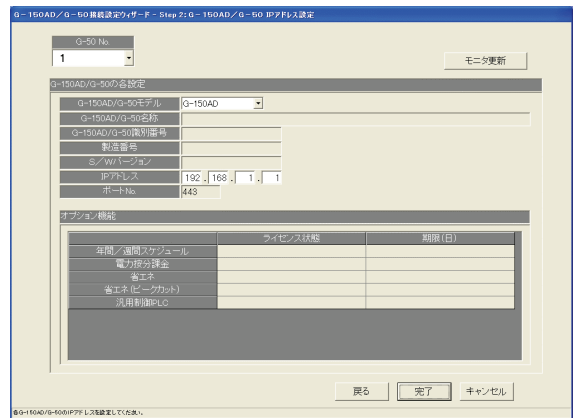 G-150AD/G-50接続設定ウィザード - Step 2: G-150AD/G-50 IPアドレス設定
G-50 No.
1
モニタ更新
G-150AD/G-50の各設定
G-150AD/G-50モデル G-150AD
G-150AD/G-50名称
G-150AD/G-50識別番号
製造番号
S/Wバージョン
IPアドレス 192 . 168 . 1 . 1
ポートNo. 443
オプション機能
ライセンス状態 期限(日)
年間/週間スケジュール
電力按分課金
省エネ
省エネ(ピークカット)
汎用制御PLC
戻る 完了 キャンセル
各G-150AD/G-50のIPアドレスを設定してください。